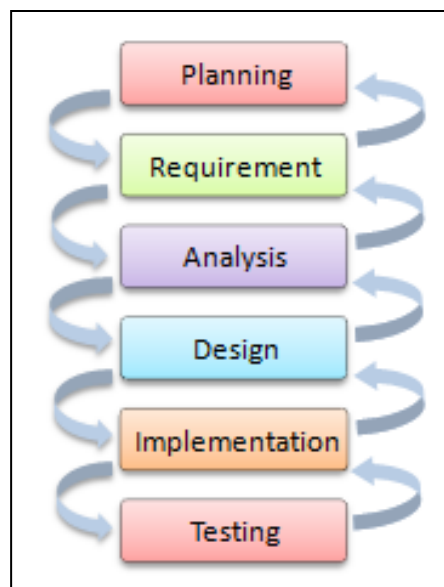 Planning
Requirement
Analysis
Design
Implementation
Testing